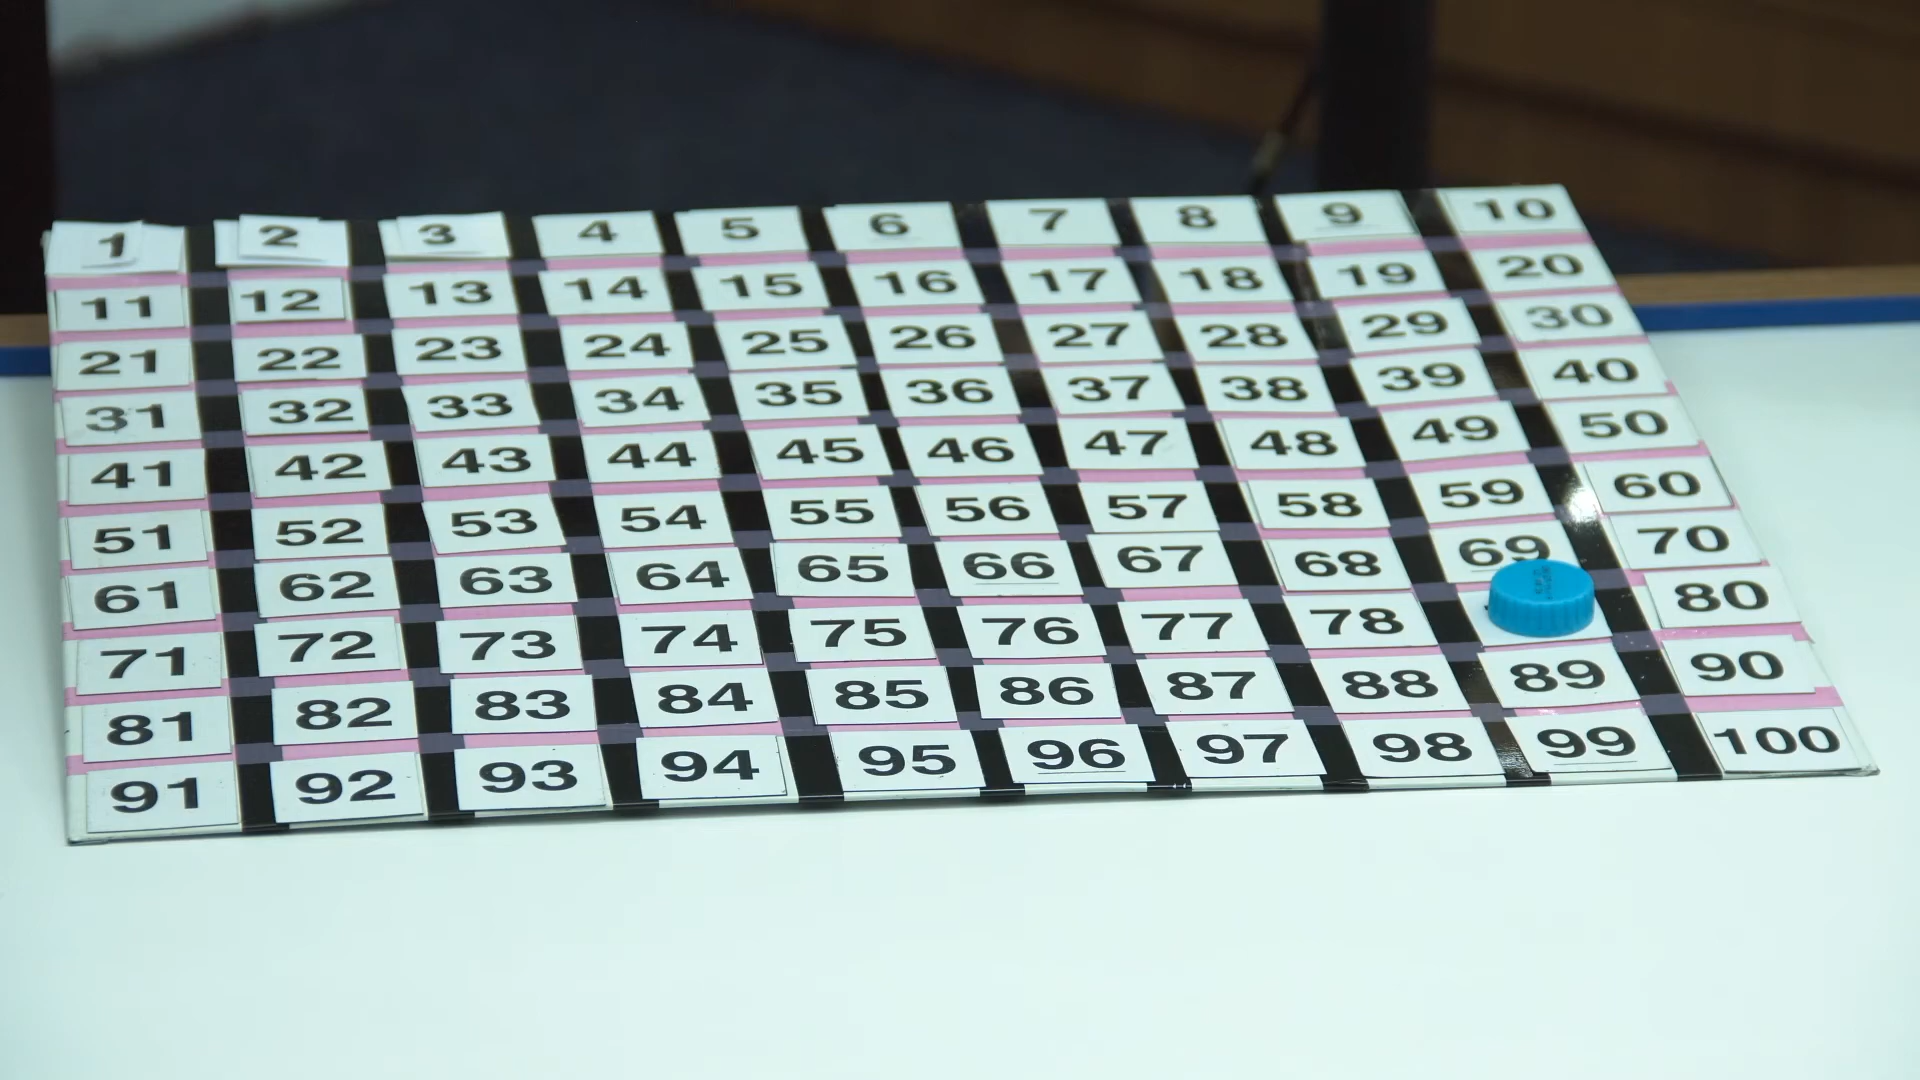 1 2 3 4 5 6 7 8 9 10
11 12 13 14 15 16 17 18 19 20
21 22 23 24 25 26 27 28 29 30
31 32 33 34 35 36 37 38 39 40
41 42 43 44 45 46 47 48 49 50
51 52 53 54 55 56 57 58 59 60
61 62 63 64 65 66 67 68 69 70
71 72 73 74 75 76 77 78 80
81 82 83 84 85 86 87 88 89 90
91 92 93 94 95 96 97 98 99 100